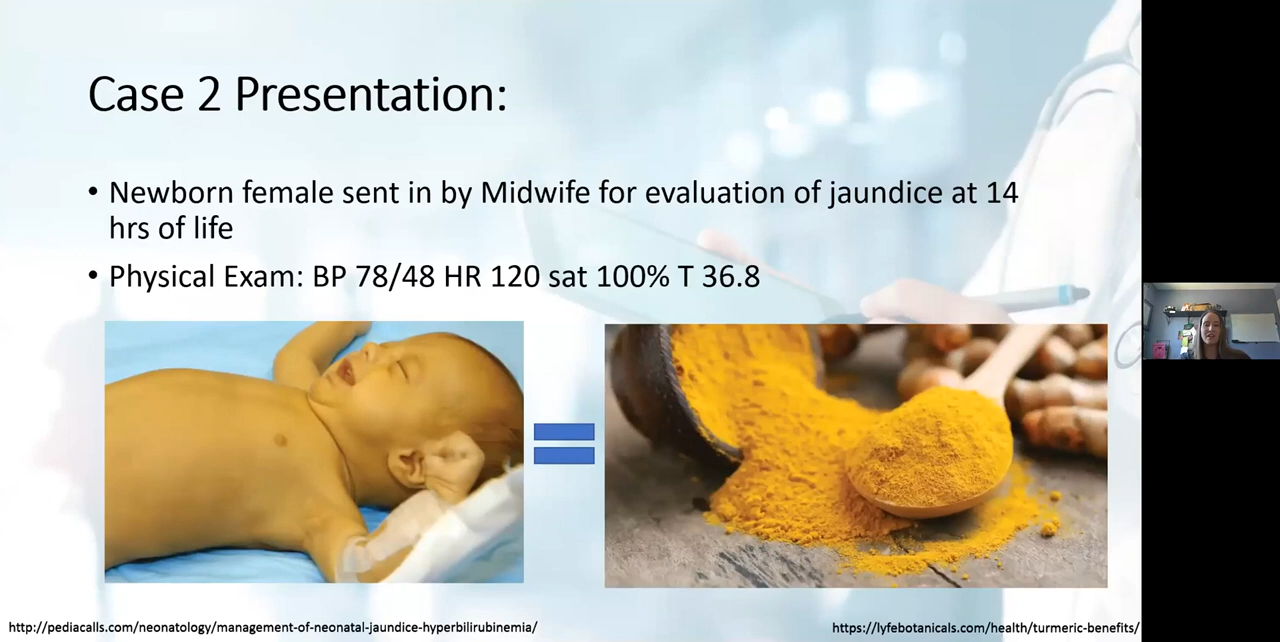 Case 2 Presentation:
• Newborn female sent in by Midwife for evaluation of jaundice at 14
hrs of life
• Physical Exam: BP 78/48 HR 120 sat 100% T 36.8
http://pediacalls.com/neonatology/management-of-neonatal-jaundice-hyperbilirubinemia/
https://lyfebotanicals.com/health/turmeric-benefits/